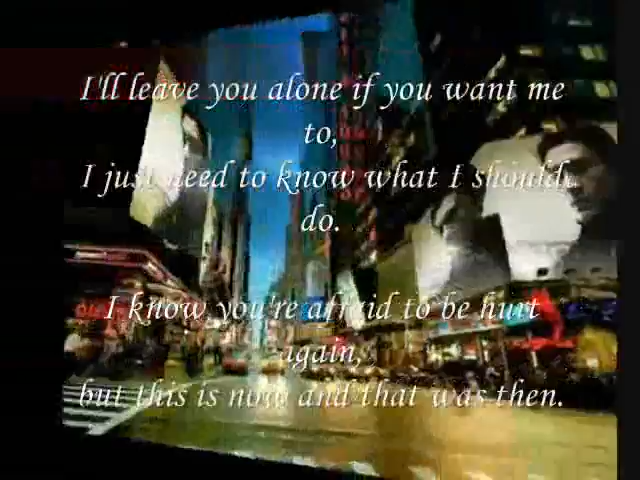 I'll leave you alone if you want me
to,
I just need to know what I should
do.
I know you're afraid to be hurt
again,
but this is now and that was then.